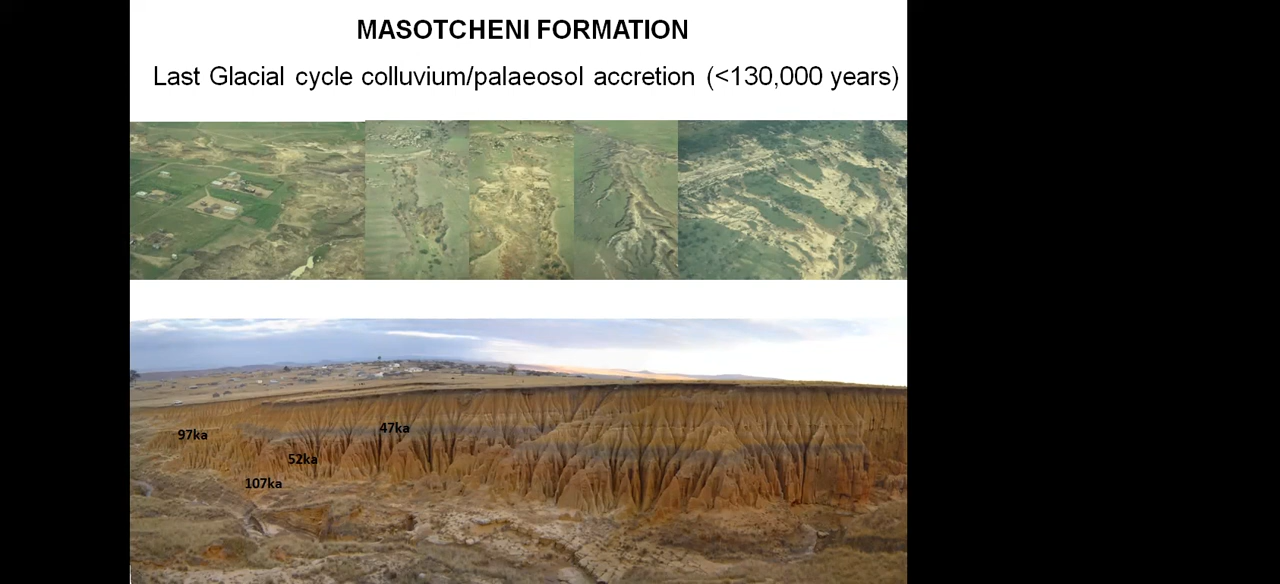 MASOTCHENI FORMATION
Last Glacial cycle colluvium/palaeosol accretion (<130,000 years)
47ka
97ka
52ka
107ka